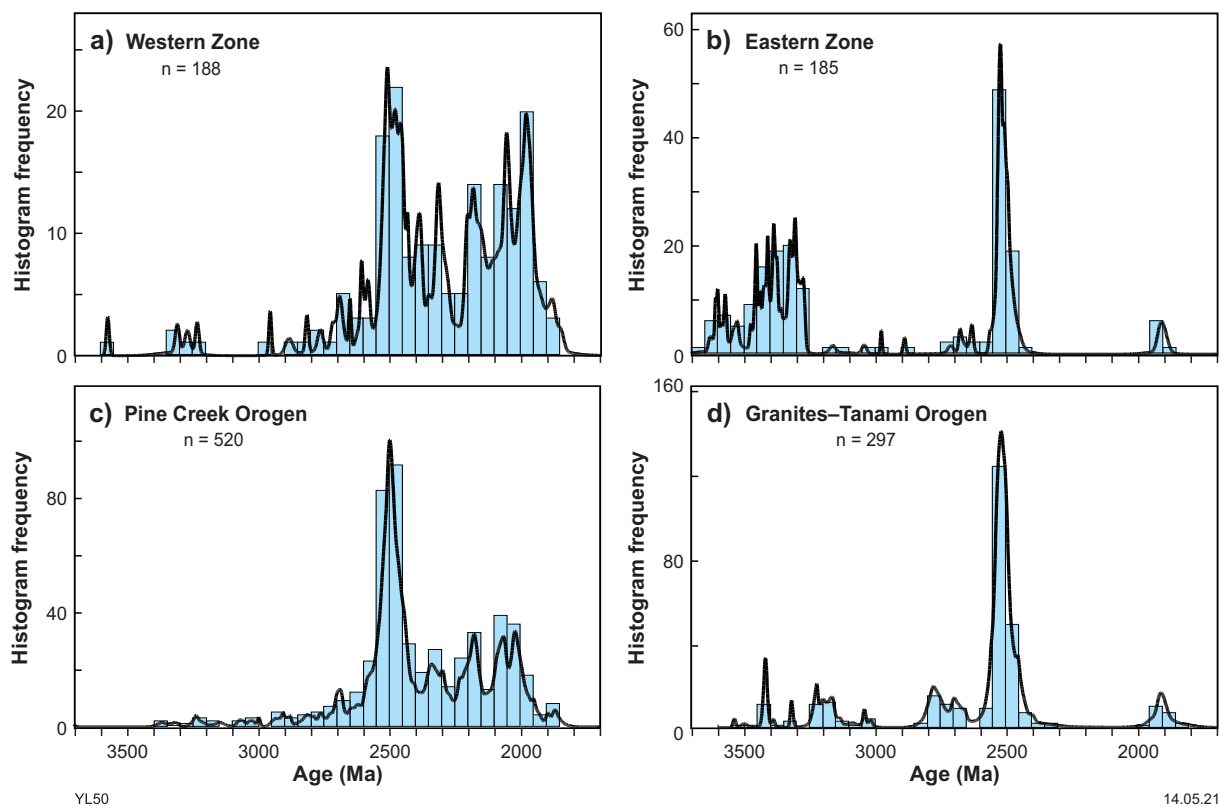 a) Western Zone
n = 188
Histogram frequency
20
10
0
b) Eastern Zone
n = 185
Histogram frequency
60
40
20
0
c) Pine Creek Orogen
n = 520
Histogram frequency
80
40
0
3500 3000 2500 2000
Age (Ma)
d) Granites–Tanami Orogen
n = 297
Histogram frequency
160
80
0
3500 3000 2500 2000
Age (Ma)
YL50
14.05.21